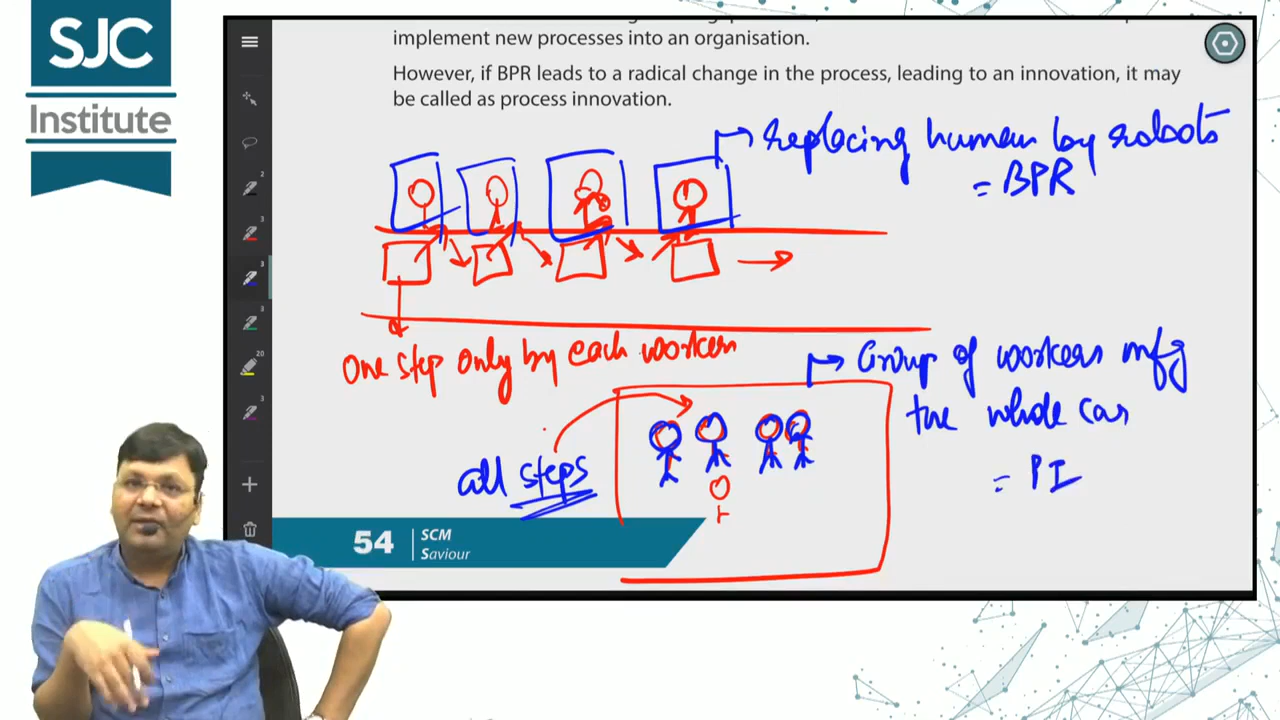 SJC
Institute
implement new processes into an organisation.
However, if BPR leads to a radical change in the process, leading to an innovation, it may
be called as process innovation.
replacing human by robots
= BPR
One step only by each worker
Group of workers mfg
the whole car
= PI
all steps
54
SCM
Saviour